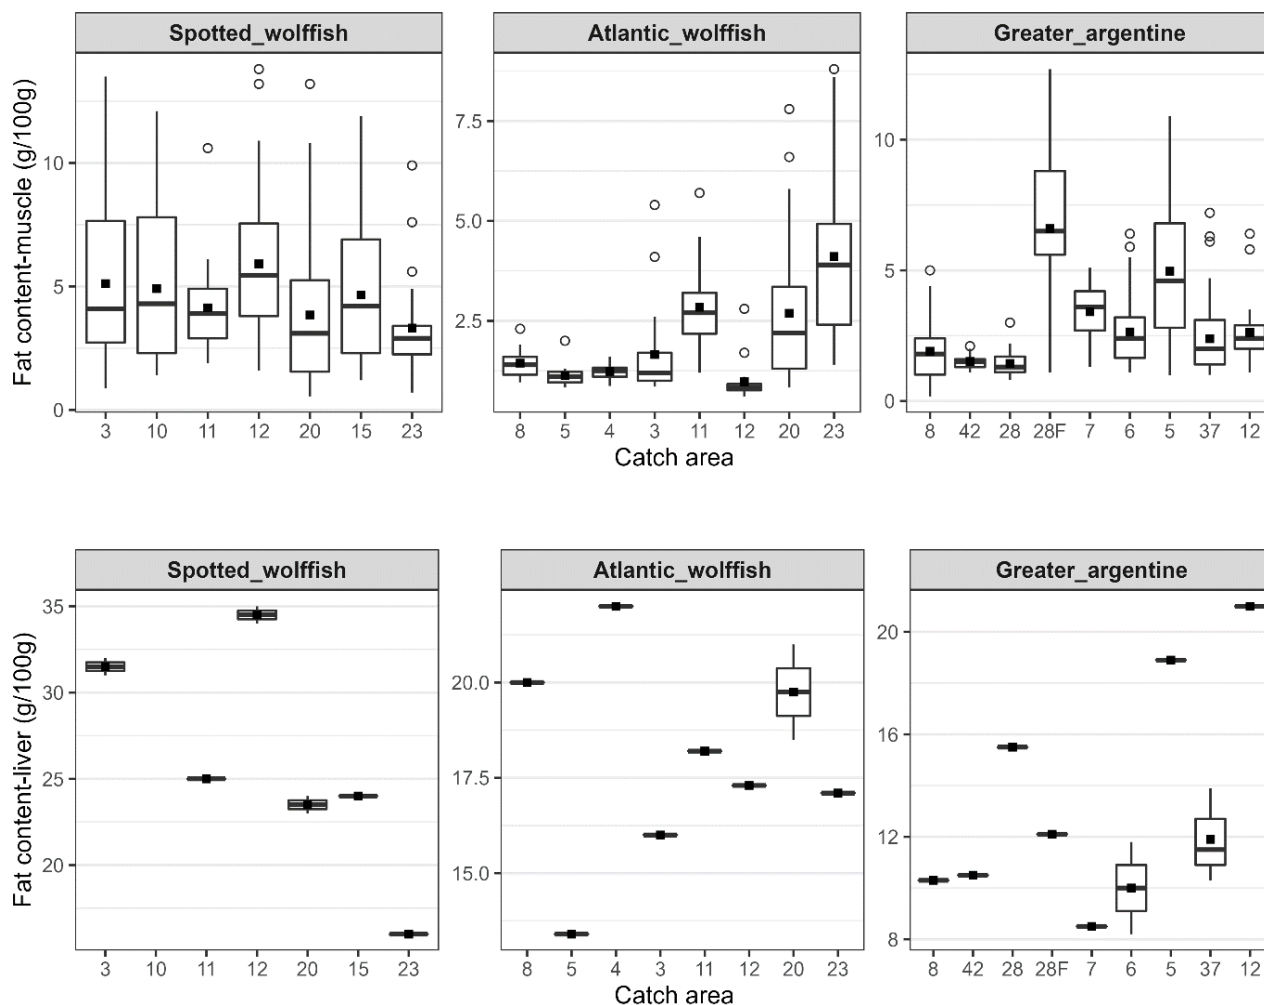 Spotted_wolffish
Atlantic_wolffish
Greater_argentine
Fat content-muscle (g/100g)
10
5
0
7.5
5.0
2.5
10
5
0
3 10 11 12 20 15 23
8 5 4 3 11 12 20 23
8 42 28 28F 7 6 5 37 12
Catch area
Spotted_wolffish
Atlantic_wolffish
Greater_argentine
Fat content-liver (g/100g)
35
30
25
20
20.0
17.5
15.0
20
16
12
8
3 10 11 12 20 15 23
8 5 4 3 11 12 20 23
8 42 28 28F 7 6 5 37 12
Catch area